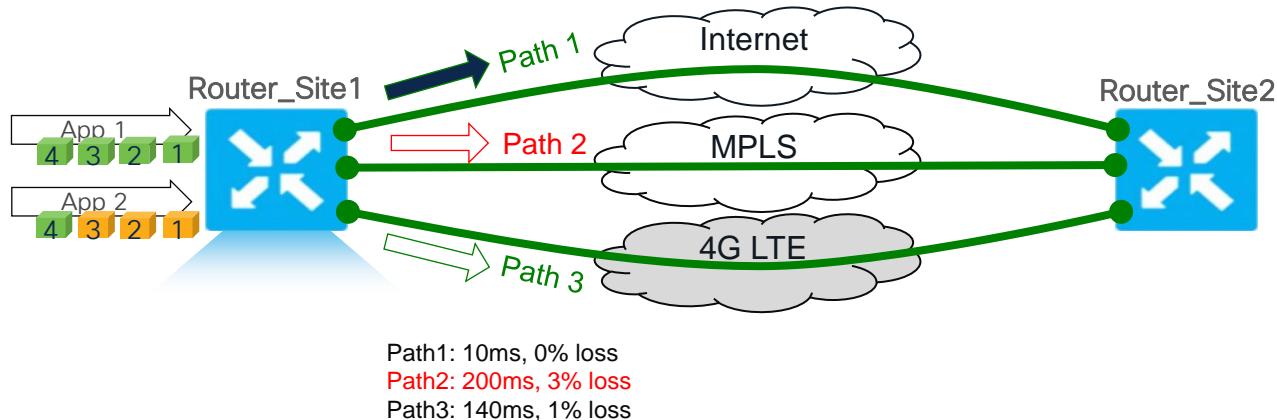 Internet
Path 1
Router_Site1
Router_Site2
App 1
4 3 2 1
Path 2
MPLS
App 2
4 3 2 1
4G LTE
Path 3
Path1: 10ms, 0% loss
Path2: 200ms, 3% loss
Path3: 140ms, 1% loss